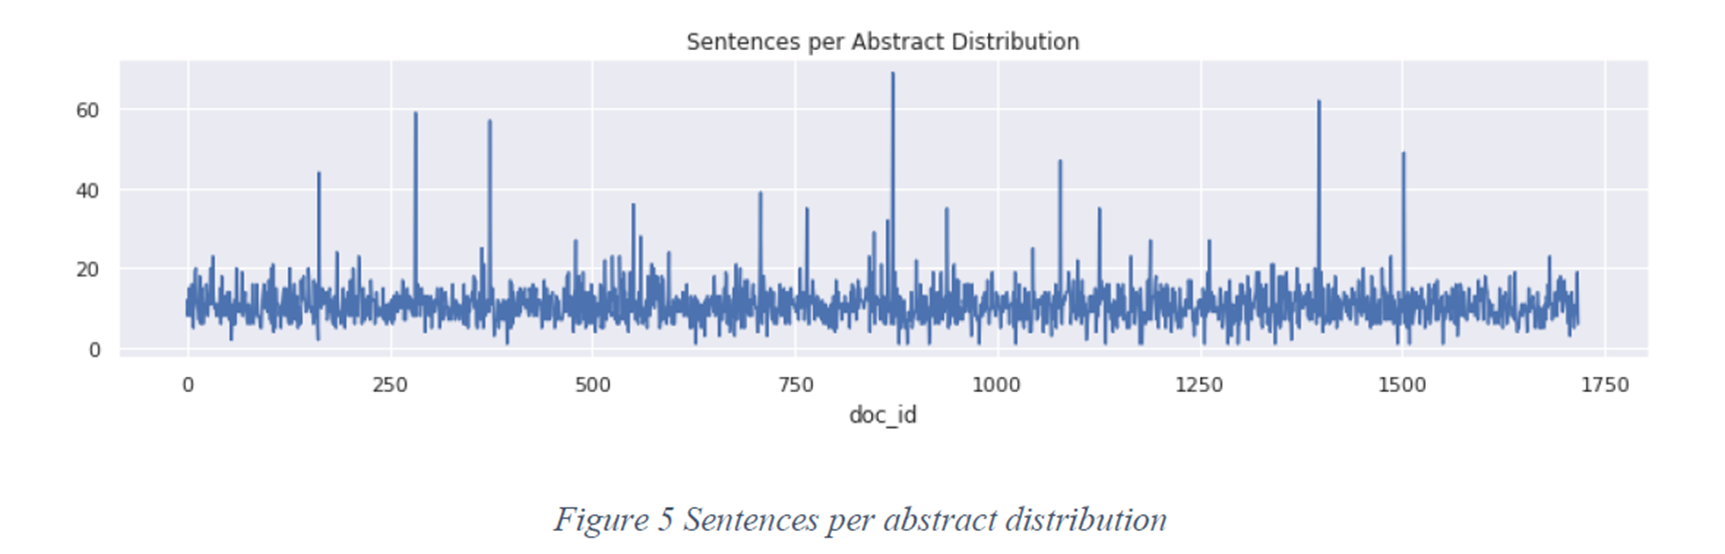 Sentences per Abstract Distribution
60
40
20
0
0 250 500 750 1000 1250 1500 1750
doc_id
Figure 5 Sentences per abstract distribution